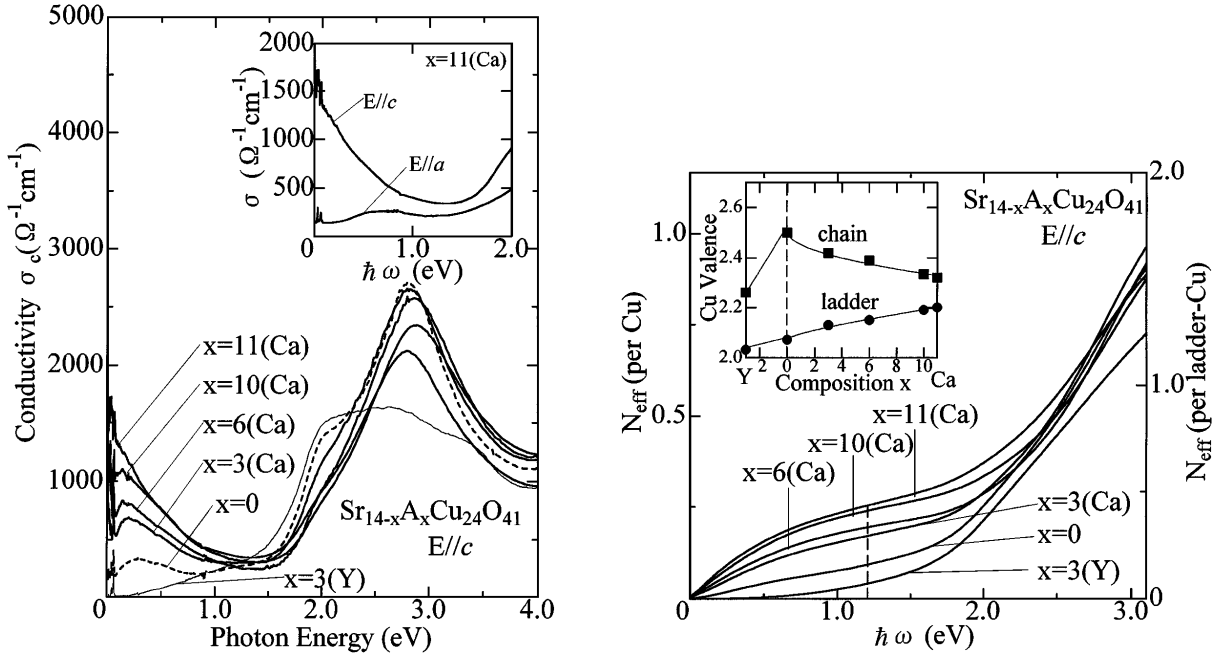 5000
4000
3000
2000
1000
0
Conductivity σc (Ω-1cm-1)
2000
1500
1000
500
σ (Ω-1cm-1)
x=11(Ca)
E//c
E//a
0 1.0 2.0
ħω (eV)
x=11(Ca)
x=10(Ca)
x=6(Ca)
x=3(Ca)
x=0
x=3(Y)
Sr14-xAxCu24O41
E//c
0 1.0 2.0 3.0 4.0
Photon Energy (eV)
1.0
0.5
0
Neff (per Cu)
2.6
2.4
2.2
2.0
Cu Valence
chain
ladder
2 0 2 4 6 8 10
Y Composition x Ca
Sr14-xAxCu24O41
E//c
x=11(Ca)
x=10(Ca)
x=6(Ca)
x=3(Ca)
x=0
x=3(Y)
2.0
1.0
0
Neff (per ladder-Cu)
0 1.0 2.0 3.0
ħω (eV)